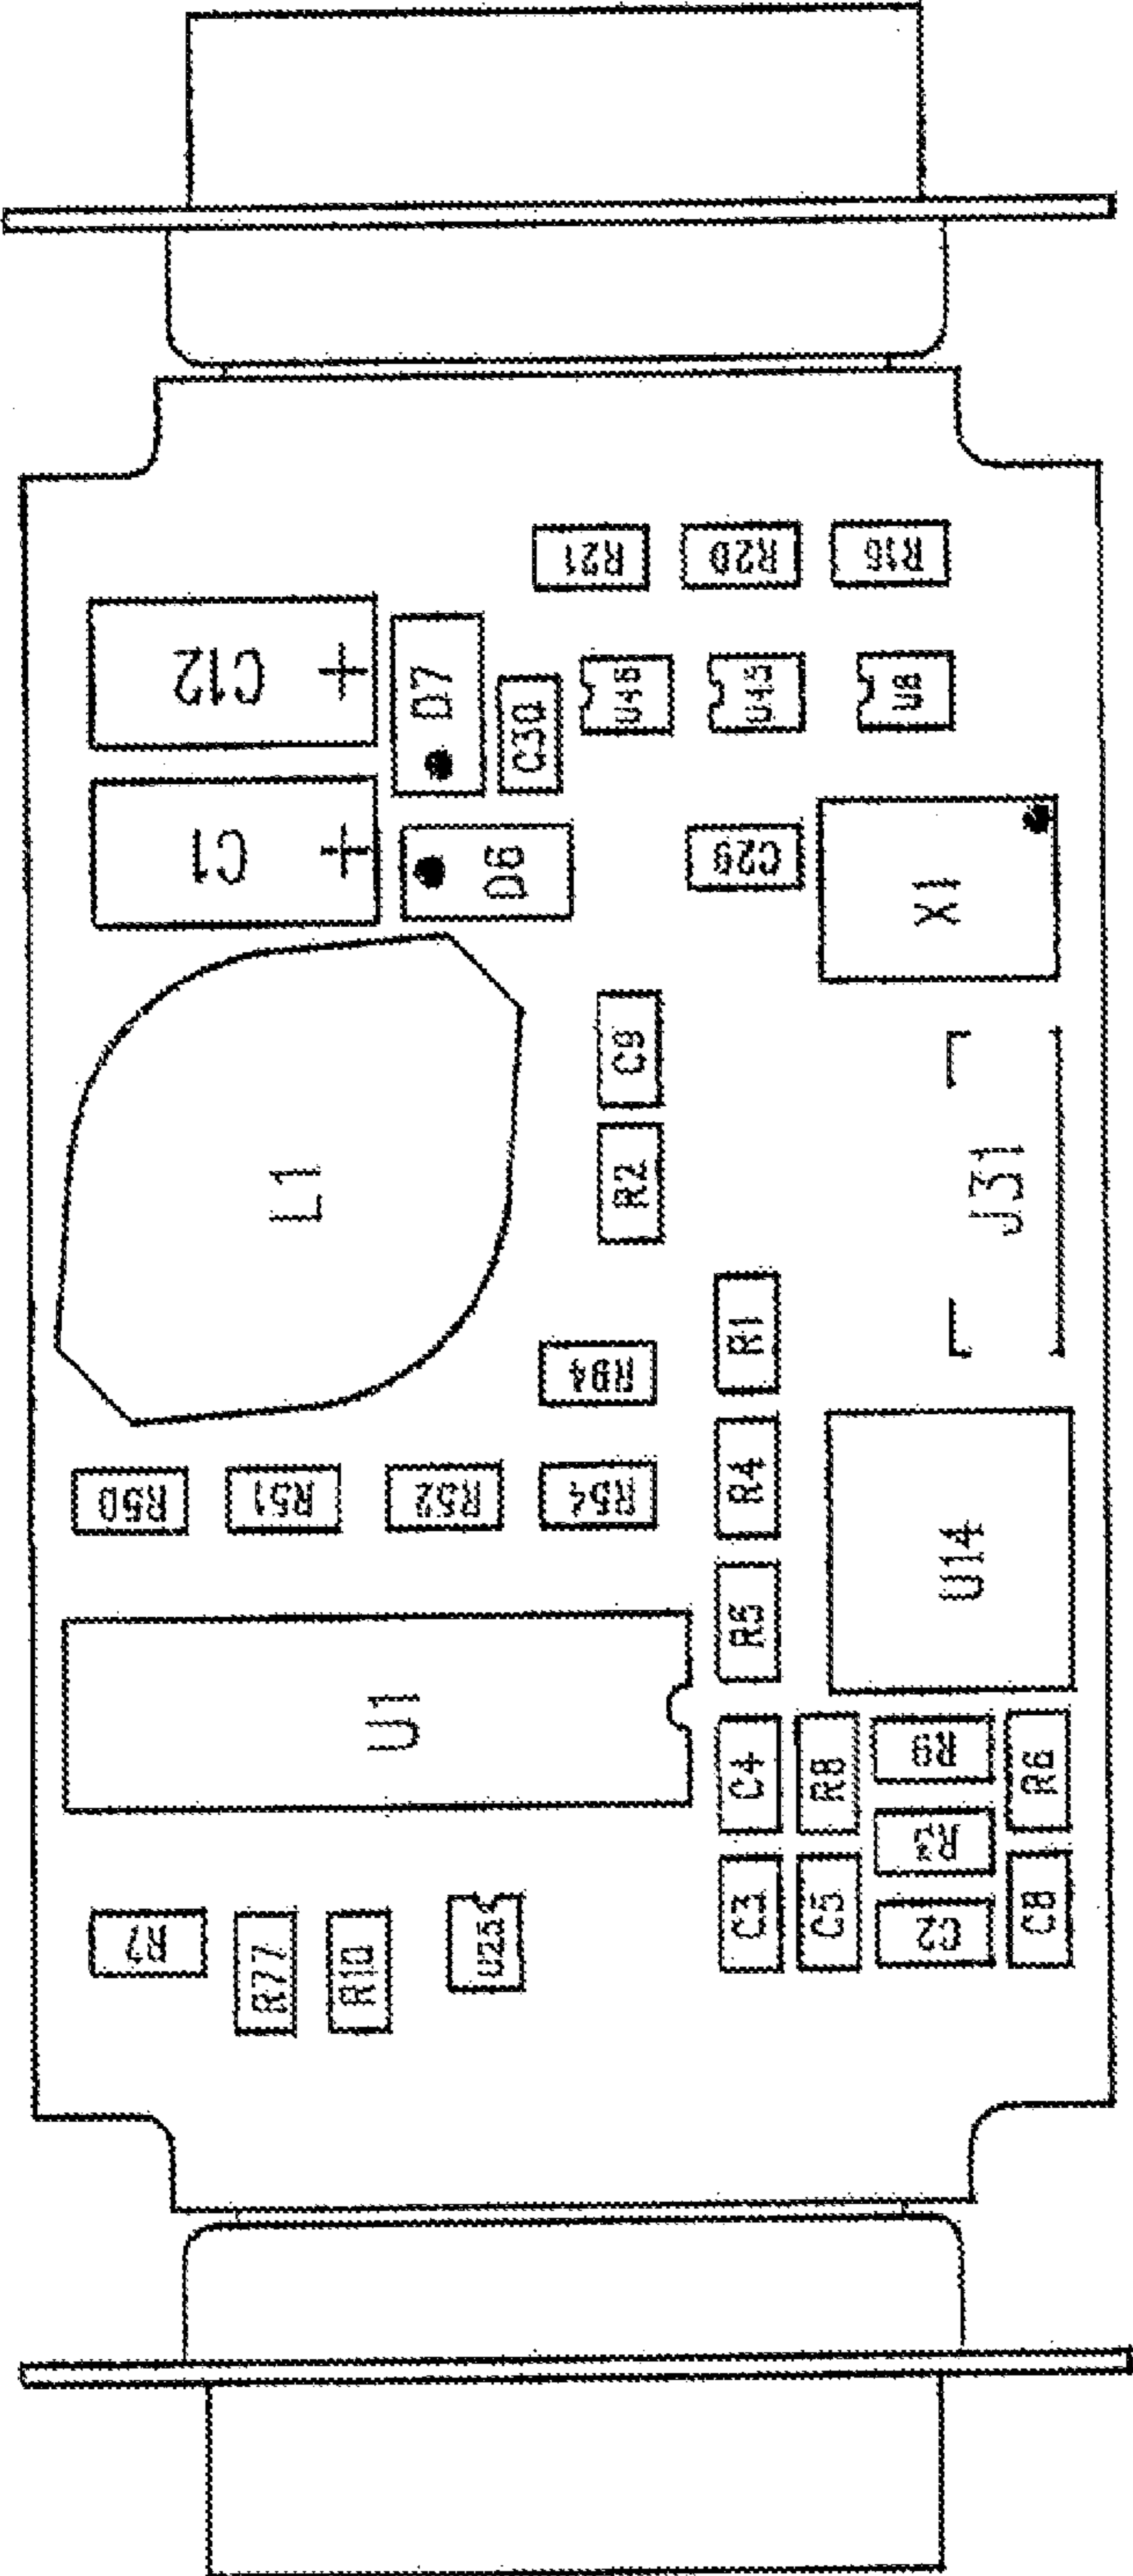 R21 R20 R16
C12 + D7 C30 U46 U45 U8
C1 + D6 C29 X1
C9
L1 R2 J31
R1
R94
R4
R50 R51 R52 R54
U14
R5
U1 C4 R8 R9 R6
R3
R7 R77 R10 U25 C3 C5 C2 C8